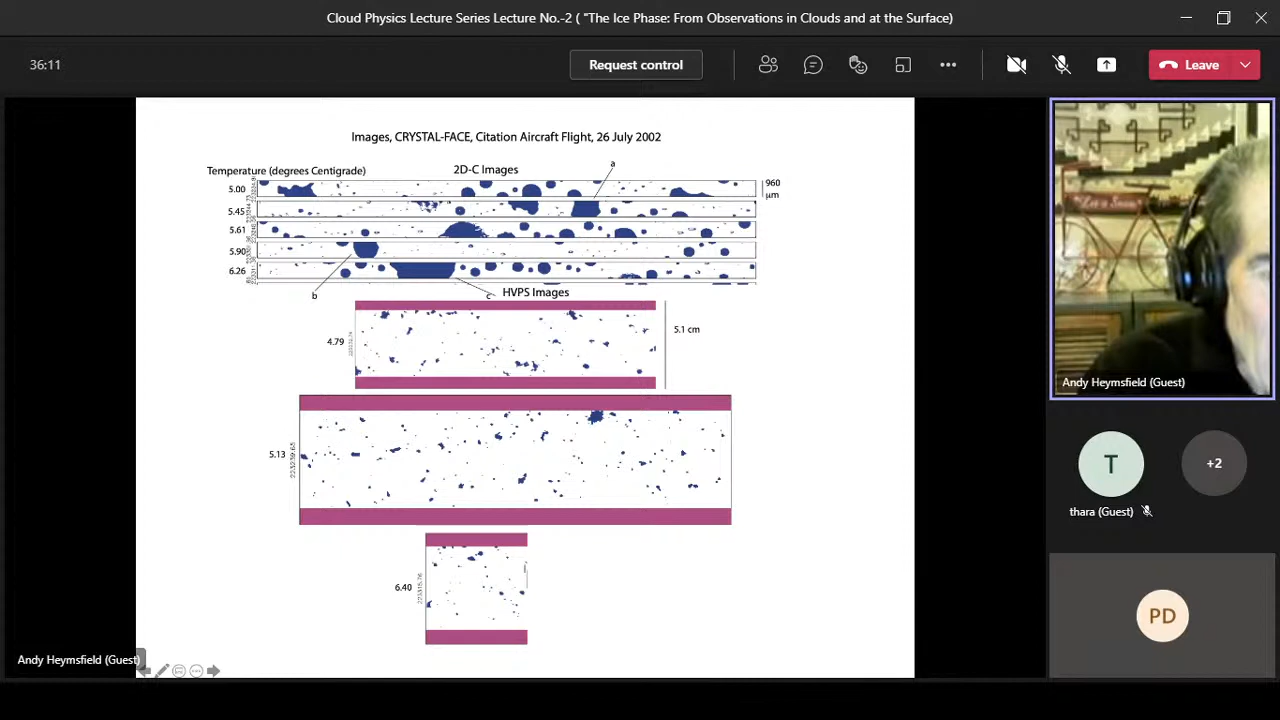 Cloud Physics Lecture Series Lecture No.-2 ( "The Ice Phase: From Observations in Clouds and at the Surface)
36:11
Request control
Leave
Images, CRYSTAL-FACE, Citation Aircraft Flight, 26 July 2002
Temperature (degrees Centigrade)
2D-C Images
a
5.00
960
μm
5.45
5.61
5.90
6.26
b
c
HVPS Images
4.79
5.1 cm
5.13
6.40
Andy Heymsfield (Guest)
T
+2
thara (Guest)
PD
Andy Heymsfield (Guest)